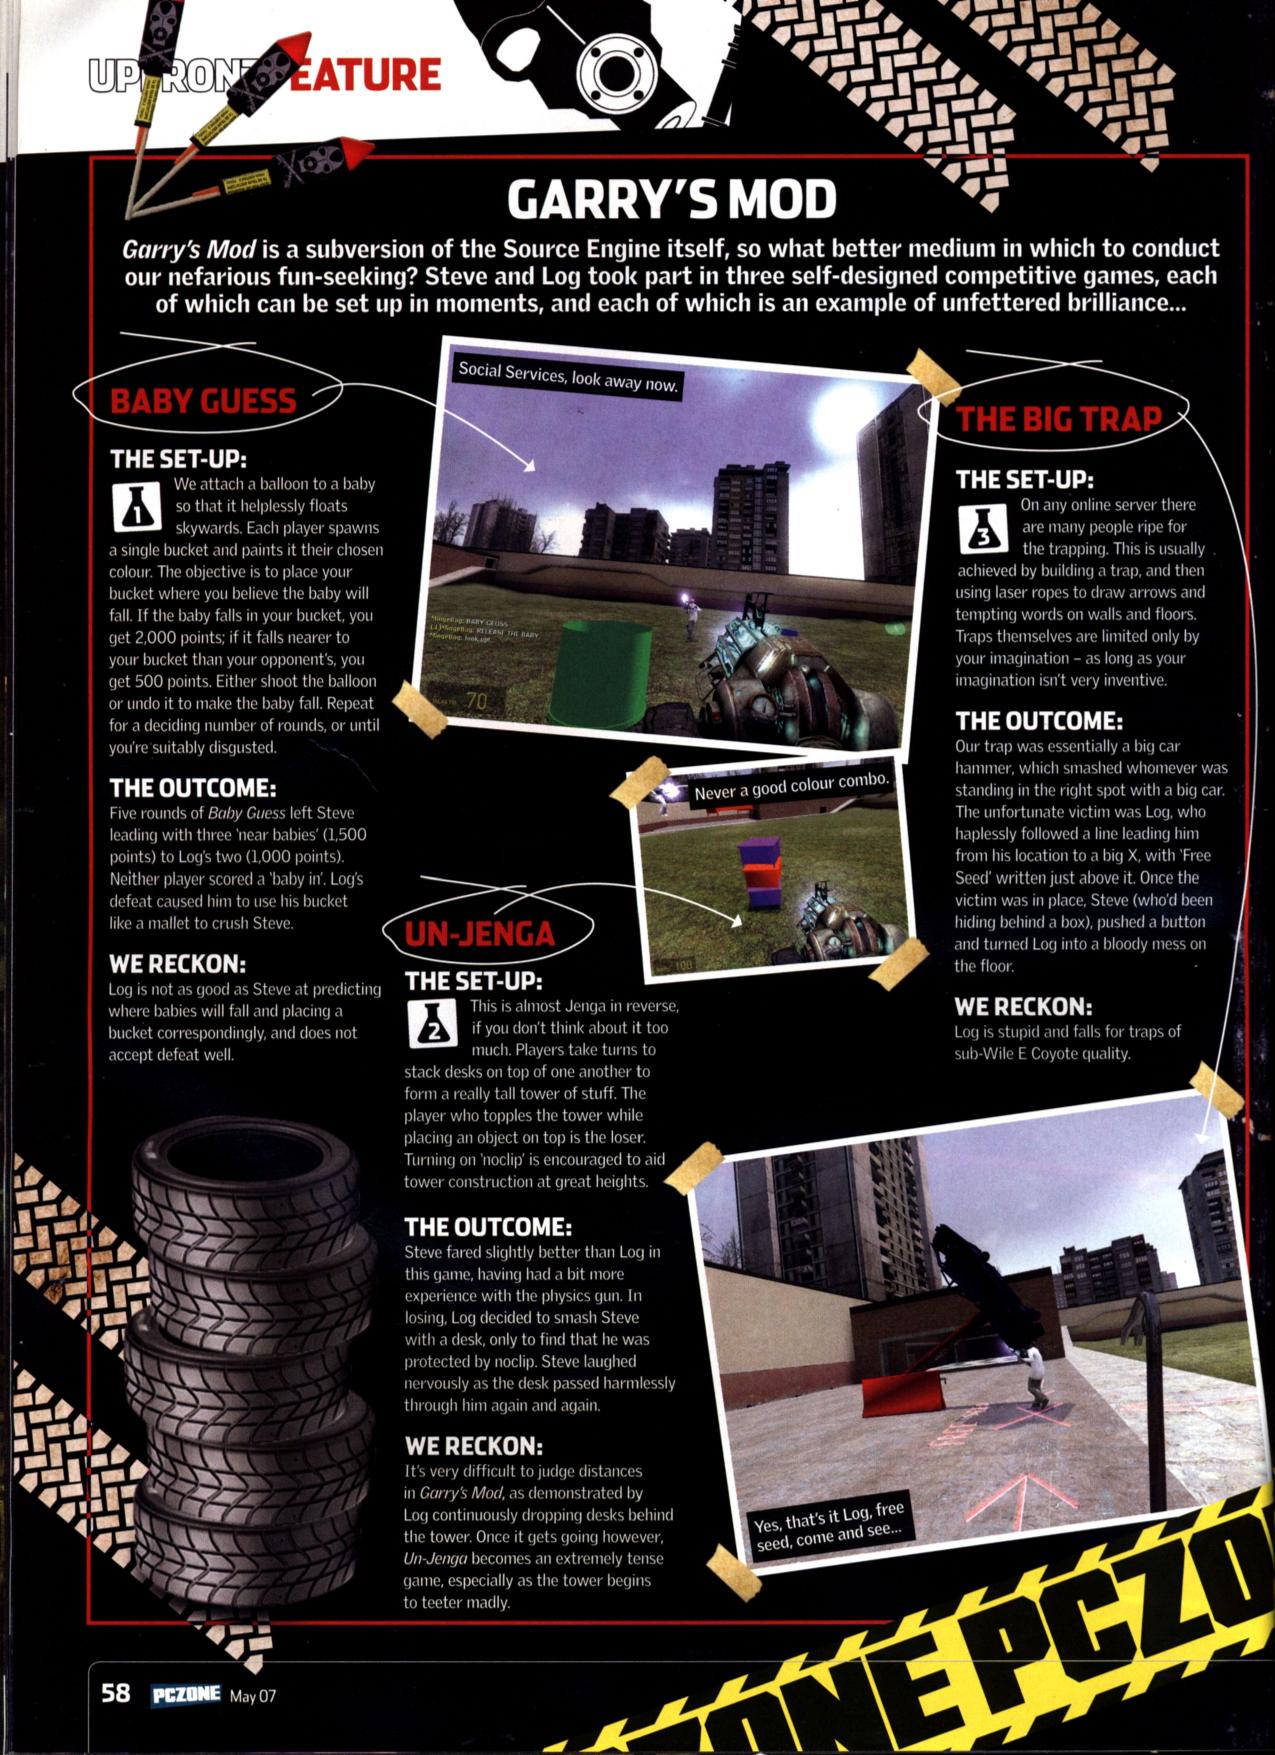 UPFRONT FEATURE
GARRY'S MOD
Garry's Mod is a subversion of the Source Engine itself, so what better medium in which to conduct
our nefarious fun-seeking? Steve and Log took part in three self-designed competitive games, each
of which can be set up in moments, and each of which is an example of unfettered brilliance...
BABY GUESS
THE SET-UP:
1
We attach a balloon to a baby
so that it helplessly floats
skywards. Each player spawns
a single bucket and paints it their chosen
colour. The objective is to place your
bucket where you believe the baby will
fall. If the baby falls in your bucket, you
get 2,000 points; if it falls nearer to
your bucket than your opponent's, you
get 500 points. Either shoot the balloon
or undo it to make the baby fall. Repeat
for a deciding number of rounds, or until
you're suitably disgusted.
THE OUTCOME:
Five rounds of Baby Guess left Steve
leading with three 'near babies' (1,500
points) to Log's two (1,000 points).
Neither player scored a 'baby in'. Log's
defeat caused him to use his bucket
like a mallet to crush Steve.
WE RECKON:
Log is not as good as Steve at predicting
where babies will fall and placing a
bucket correspondingly, and does not
accept defeat well.
Social Services, look away now.
MingeBag: BABY GUESS
MingeBag: RELEASE THE BABY
MingeBag: look up!
70
Never a good colour combo.
100
UN-JENGA
THE SET-UP:
2
This is almost Jenga in reverse,
if you don't think about it too
much. Players take turns to
stack desks on top of one another to
form a really tall tower of stuff. The
player who topples the tower while
placing an object on top is the loser.
Turning on 'noclip' is encouraged to aid
tower construction at great heights.
THE OUTCOME:
Steve fared slightly better than Log in
this game, having had a bit more
experience with the physics gun. In
losing, Log decided to smash Steve
with a desk, only to find that he was
protected by noclip. Steve laughed
nervously as the desk passed harmlessly
through him again and again.
WE RECKON:
It's very difficult to judge distances
in Garry's Mod, as demonstrated by
Log continuously dropping desks behind
the tower. Once it gets going however,
Un-Jenga becomes an extremely tense
game, especially as the tower begins
to teeter madly.
THE BIG TRAP
THE SET-UP:
3
On any online server there
are many people ripe for
the trapping. This is usually
achieved by building a trap, and then
using laser ropes to draw arrows and
tempting words on walls and floors.
Traps themselves are limited only by
your imagination – as long as your
imagination isn't very inventive.
THE OUTCOME:
Our trap was essentially a big car
hammer, which smashed whomever was
standing in the right spot with a big car.
The unfortunate victim was Log, who
haplessly followed a line leading him
from his location to a big X, with 'Free
Seed' written just above it. Once the
victim was in place, Steve (who'd been
hiding behind a box), pushed a button
and turned Log into a bloody mess on
the floor.
WE RECKON:
Log is stupid and falls for traps of
sub-Wile E Coyote quality.
Yes, that's it Log, free
seed, come and see...
58 PCZONE May 07
ZONE PCZO